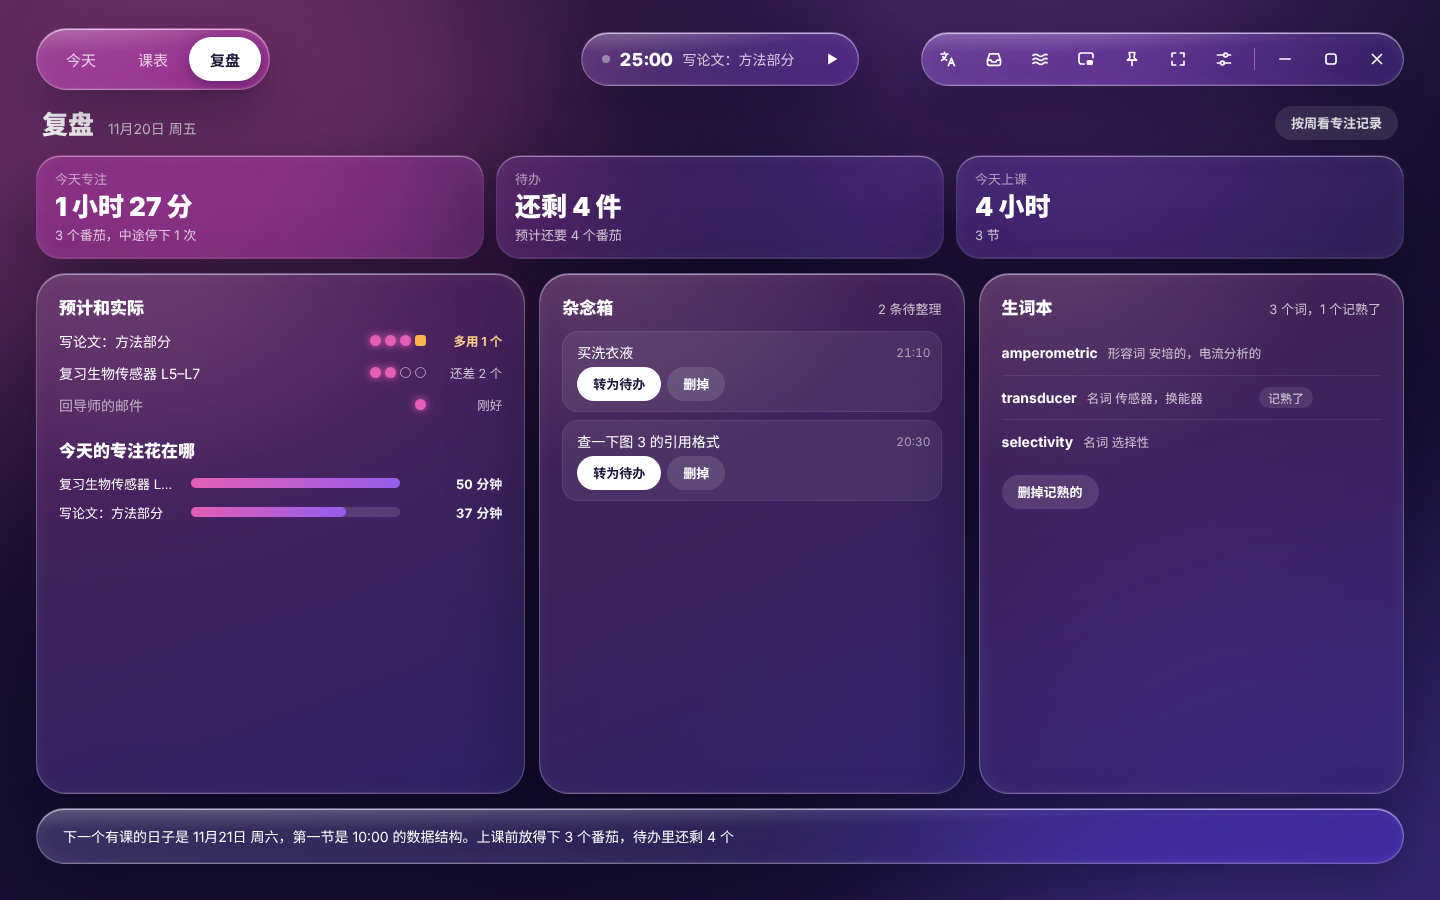 今天 课表 复盘
25:00 写论文：方法部分
复盘 11月20日 周五
按周看专注记录
今天专注
1 小时 27 分
3 个番茄，中途停下 1 次
待办
还剩 4 件
预计还要 4 个番茄
今天上课
4 小时
3 节
预计和实际
写论文：方法部分 多用 1 个
复习生物传感器 L5–L7 还差 2 个
回导师的邮件 刚好
今天的专注花在哪
复习生物传感器 L... 50 分钟
写论文：方法部分 37 分钟
杂念箱 2 条待整理
买洗衣液 21:10
转为待办 删掉
查一下图 3 的引用格式 20:30
转为待办 删掉
生词本 3 个词，1 个记熟了
amperometric 形容词 安培的，电流分析的
transducer 名词 传感器，换能器 记熟了
selectivity 名词 选择性
删掉记熟的
下一个有课的日子是 11月21日 周六，第一节是 10:00 的数据结构。上课前放得下 3 个番茄，待办里还剩 4 个